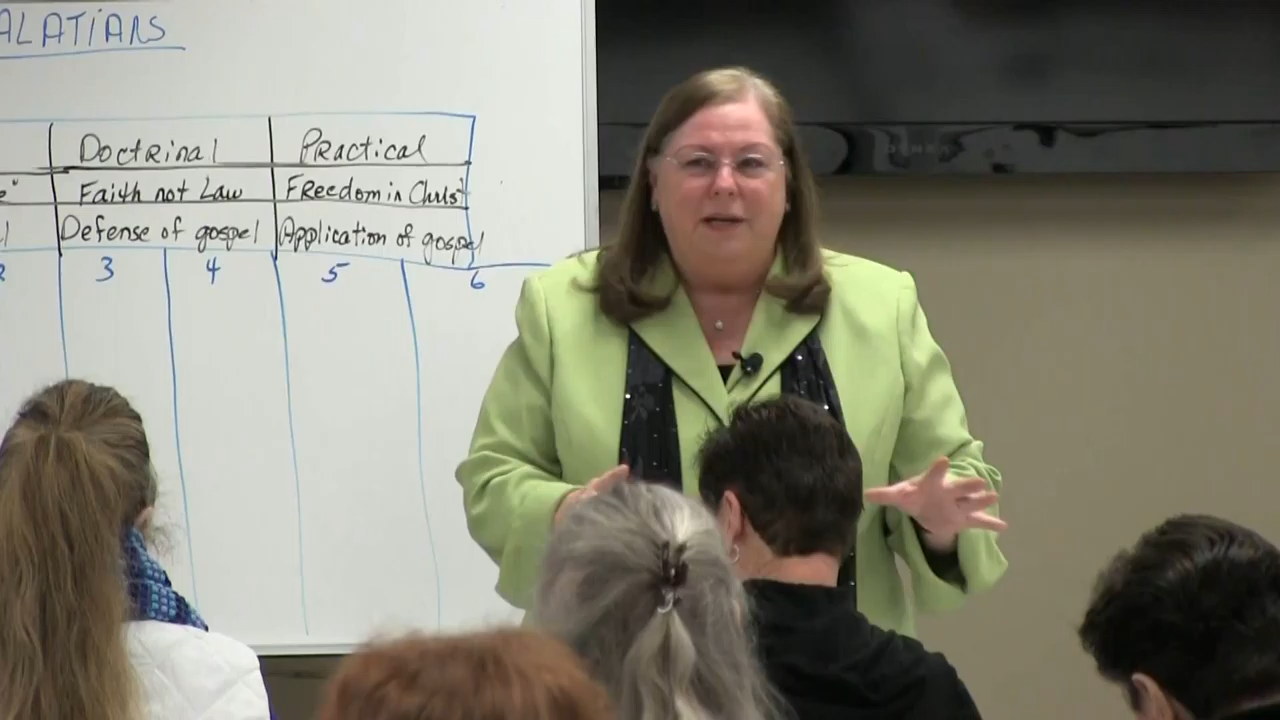 ALATIANS
Doctrinal Practical
e" Faith not Law Freedom in Christ
l Defense of gospel Application of gospel
2 3 4 5 6